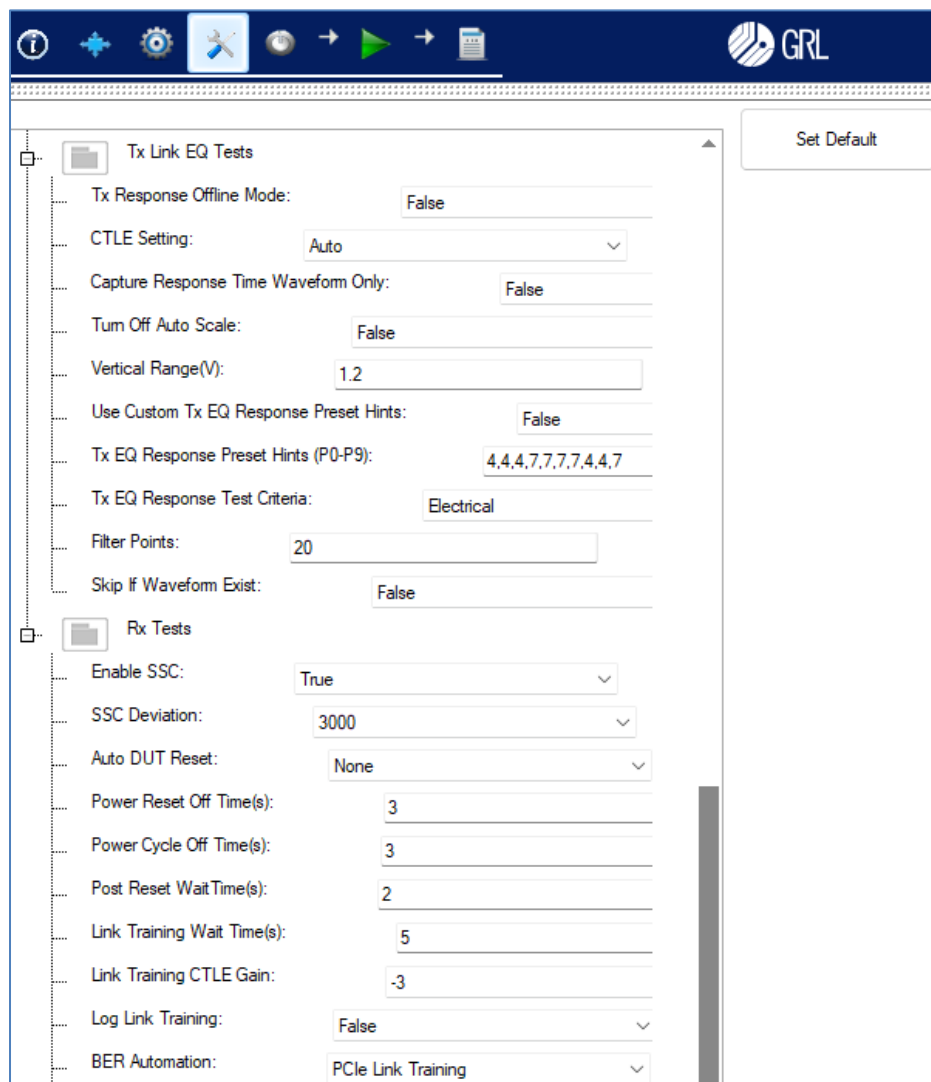 GRL
Set Default
Tx Link EQ Tests
Tx Response Offline Mode: False
CTLE Setting: Auto
Capture Response Time Waveform Only: False
Turn Off Auto Scale: False
Vertical Range(V): 1.2
Use Custom Tx EQ Response Preset Hints: False
Tx EQ Response Preset Hints (P0-P9): 4,4,4,7,7,7,7,4,4,7
Tx EQ Response Test Criteria: Electrical
Filter Points: 20
Skip If Waveform Exist: False
Rx Tests
Enable SSC: True
SSC Deviation: 3000
Auto DUT Reset: None
Power Reset Off Time(s): 3
Power Cycle Off Time(s): 3
Post Reset WaitTime(s): 2
Link Training Wait Time(s): 5
Link Training CTLE Gain: -3
Log Link Training: False
BER Automation: PCIe Link Training